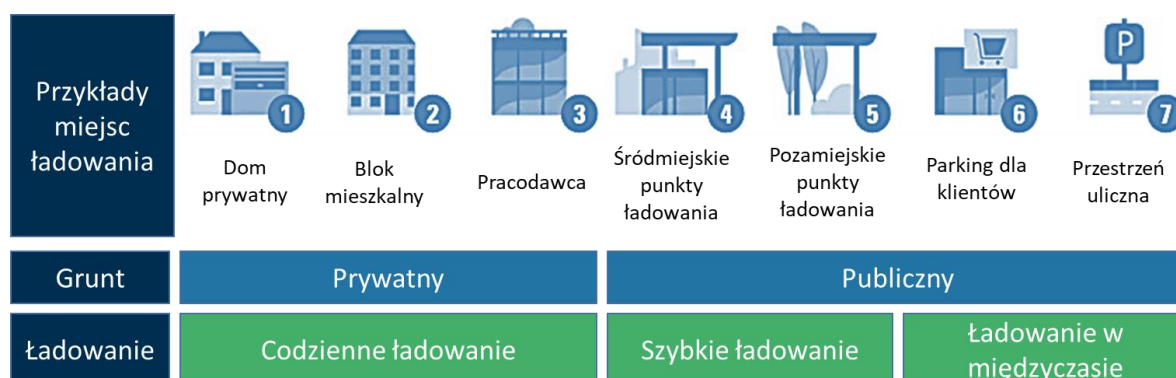 Przykłady
miejsc
ładowania
1
2
3
4
5
6
P
7
Dom
prywatny
Blok
mieszkalny
Pracodawca
Śródmiejskie
punkty
ładowania
Pozamiejskie
punkty
ładowania
Parking dla
klientów
Przestrzeń
uliczna
Grunt
Prywatny
Publiczny
Ładowanie
Codzienne ładowanie
Szybkie ładowanie
Ładowanie w
międzyczasie